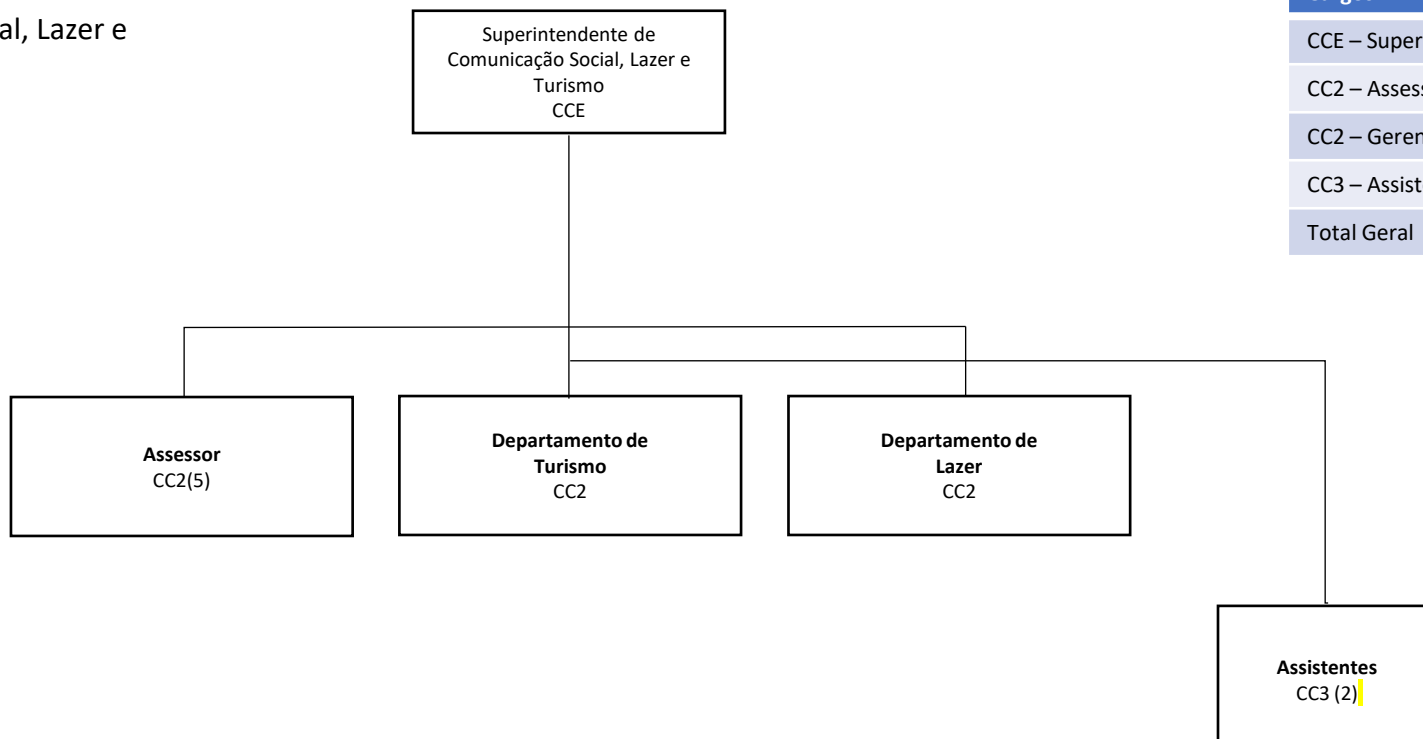 al, Lazer e
Superintendente de
Comunicação Social, Lazer e
Turismo
CCE
CCE – Super
CC2 – Assess
CC2 – Geren
CC3 – Assist
Total Geral
Assessor
CC2(5)
Departamento de
Turismo
CC2
Departamento de
Lazer
CC2
Assistentes
CC3 (2)